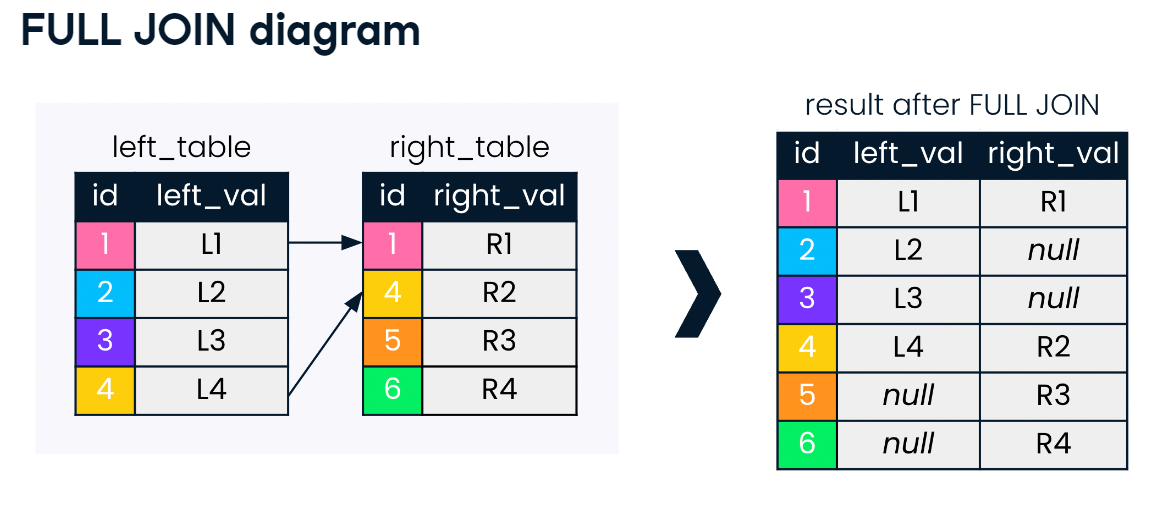 FULL JOIN diagram
result after FULL JOIN
left_table right_table
id left_val id right_val
1 L1 1 R1
2 L2 4 R2
3 L3 5 R3
4 L4 6 R4
id left_val right_val
1 L1 R1
2 L2 null
3 L3 null
4 L4 R2
5 null R3
6 null R4